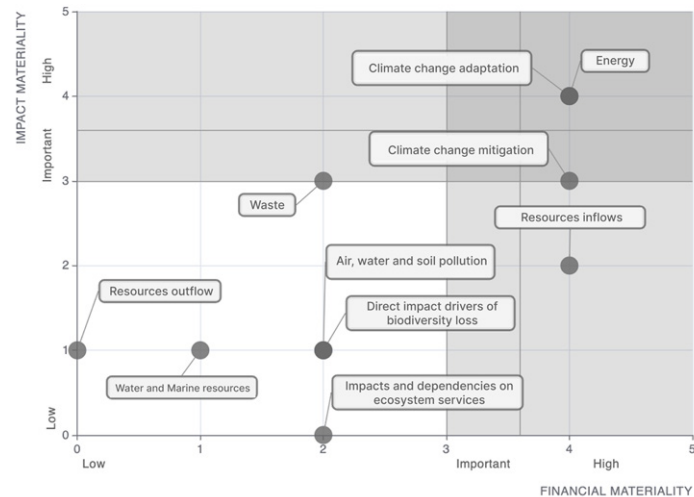 IMPACT MATERIALITY
5
High
4
Important
3
2
1
Low
0
Climate change adaptation
Energy
Climate change mitigation
Waste
Resources inflows
Air, water and soil pollution
Resources outflow
Direct impact drivers of
biodiversity loss
Water and Marine resources
Impacts and dependencies on
ecosystem services
0 1 2 3 4 5
Low Important High
FINANCIAL MATERIALITY